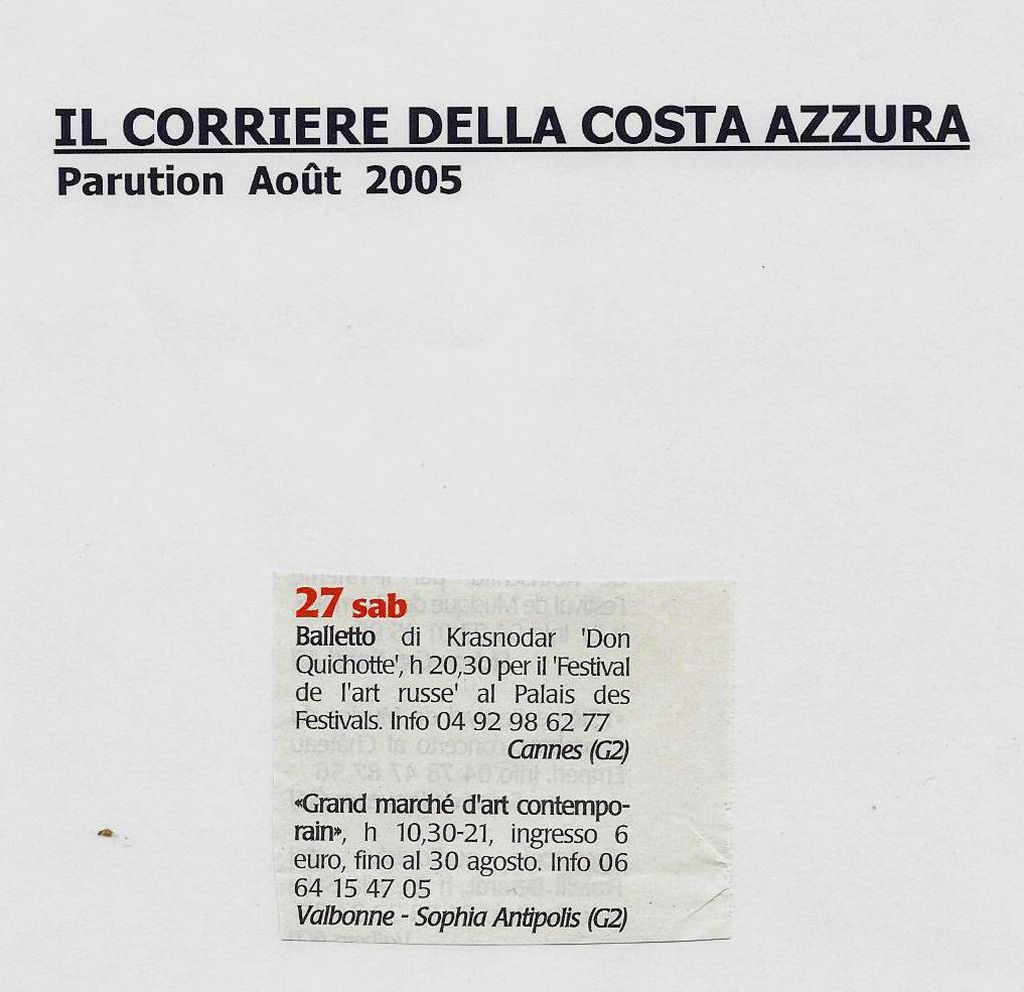 IL CORRIERE DELLA COSTA AZZURA
Parution Août 2005
27 sab
Balletto di Krasnodar 'Don
Quichotte', h 20,30 per il 'Festival
de l'art russe' al Palais des
Festivals. Info 04 92 98 62 77
Cannes (G2)
«Grand marché d'art contempo-
rain», h 10,30-21, ingresso 6
euro, fino al 30 agosto. Info 06
64 15 47 05
Valbonne - Sophia Antipolis (G2)